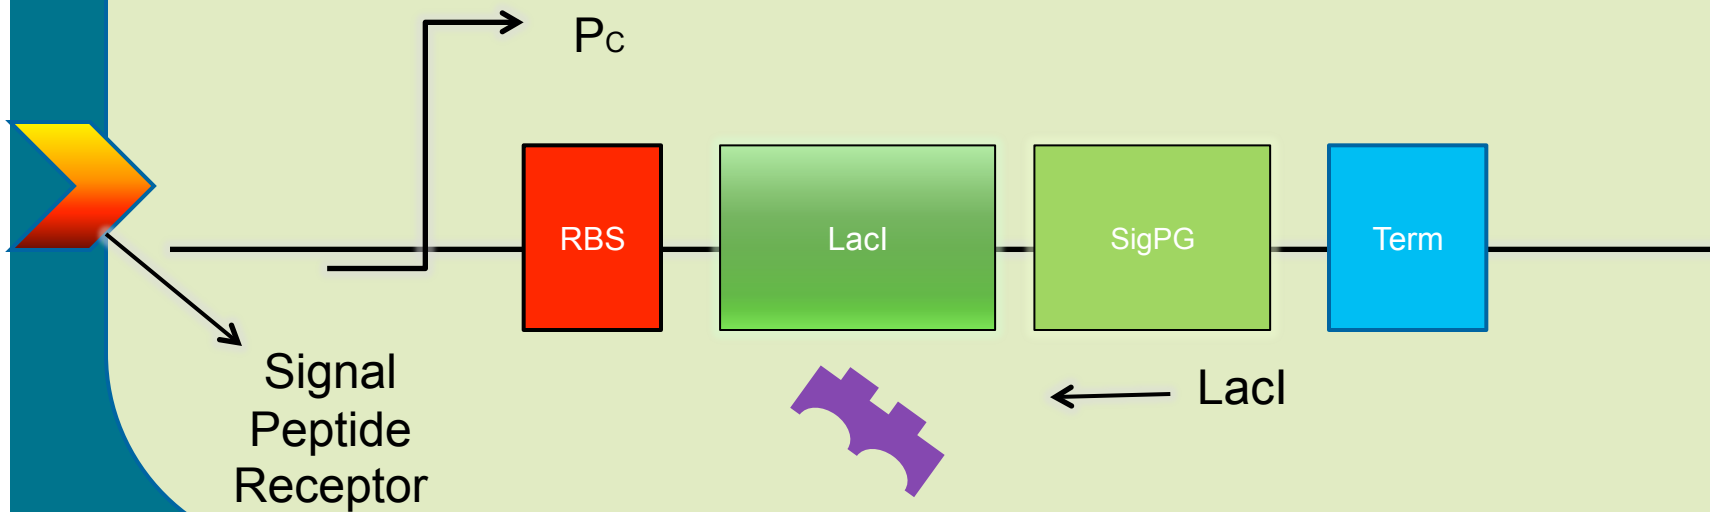 Pc
RBS
LacI
SigPG
Term
Signal
Peptide
Receptor
LacI